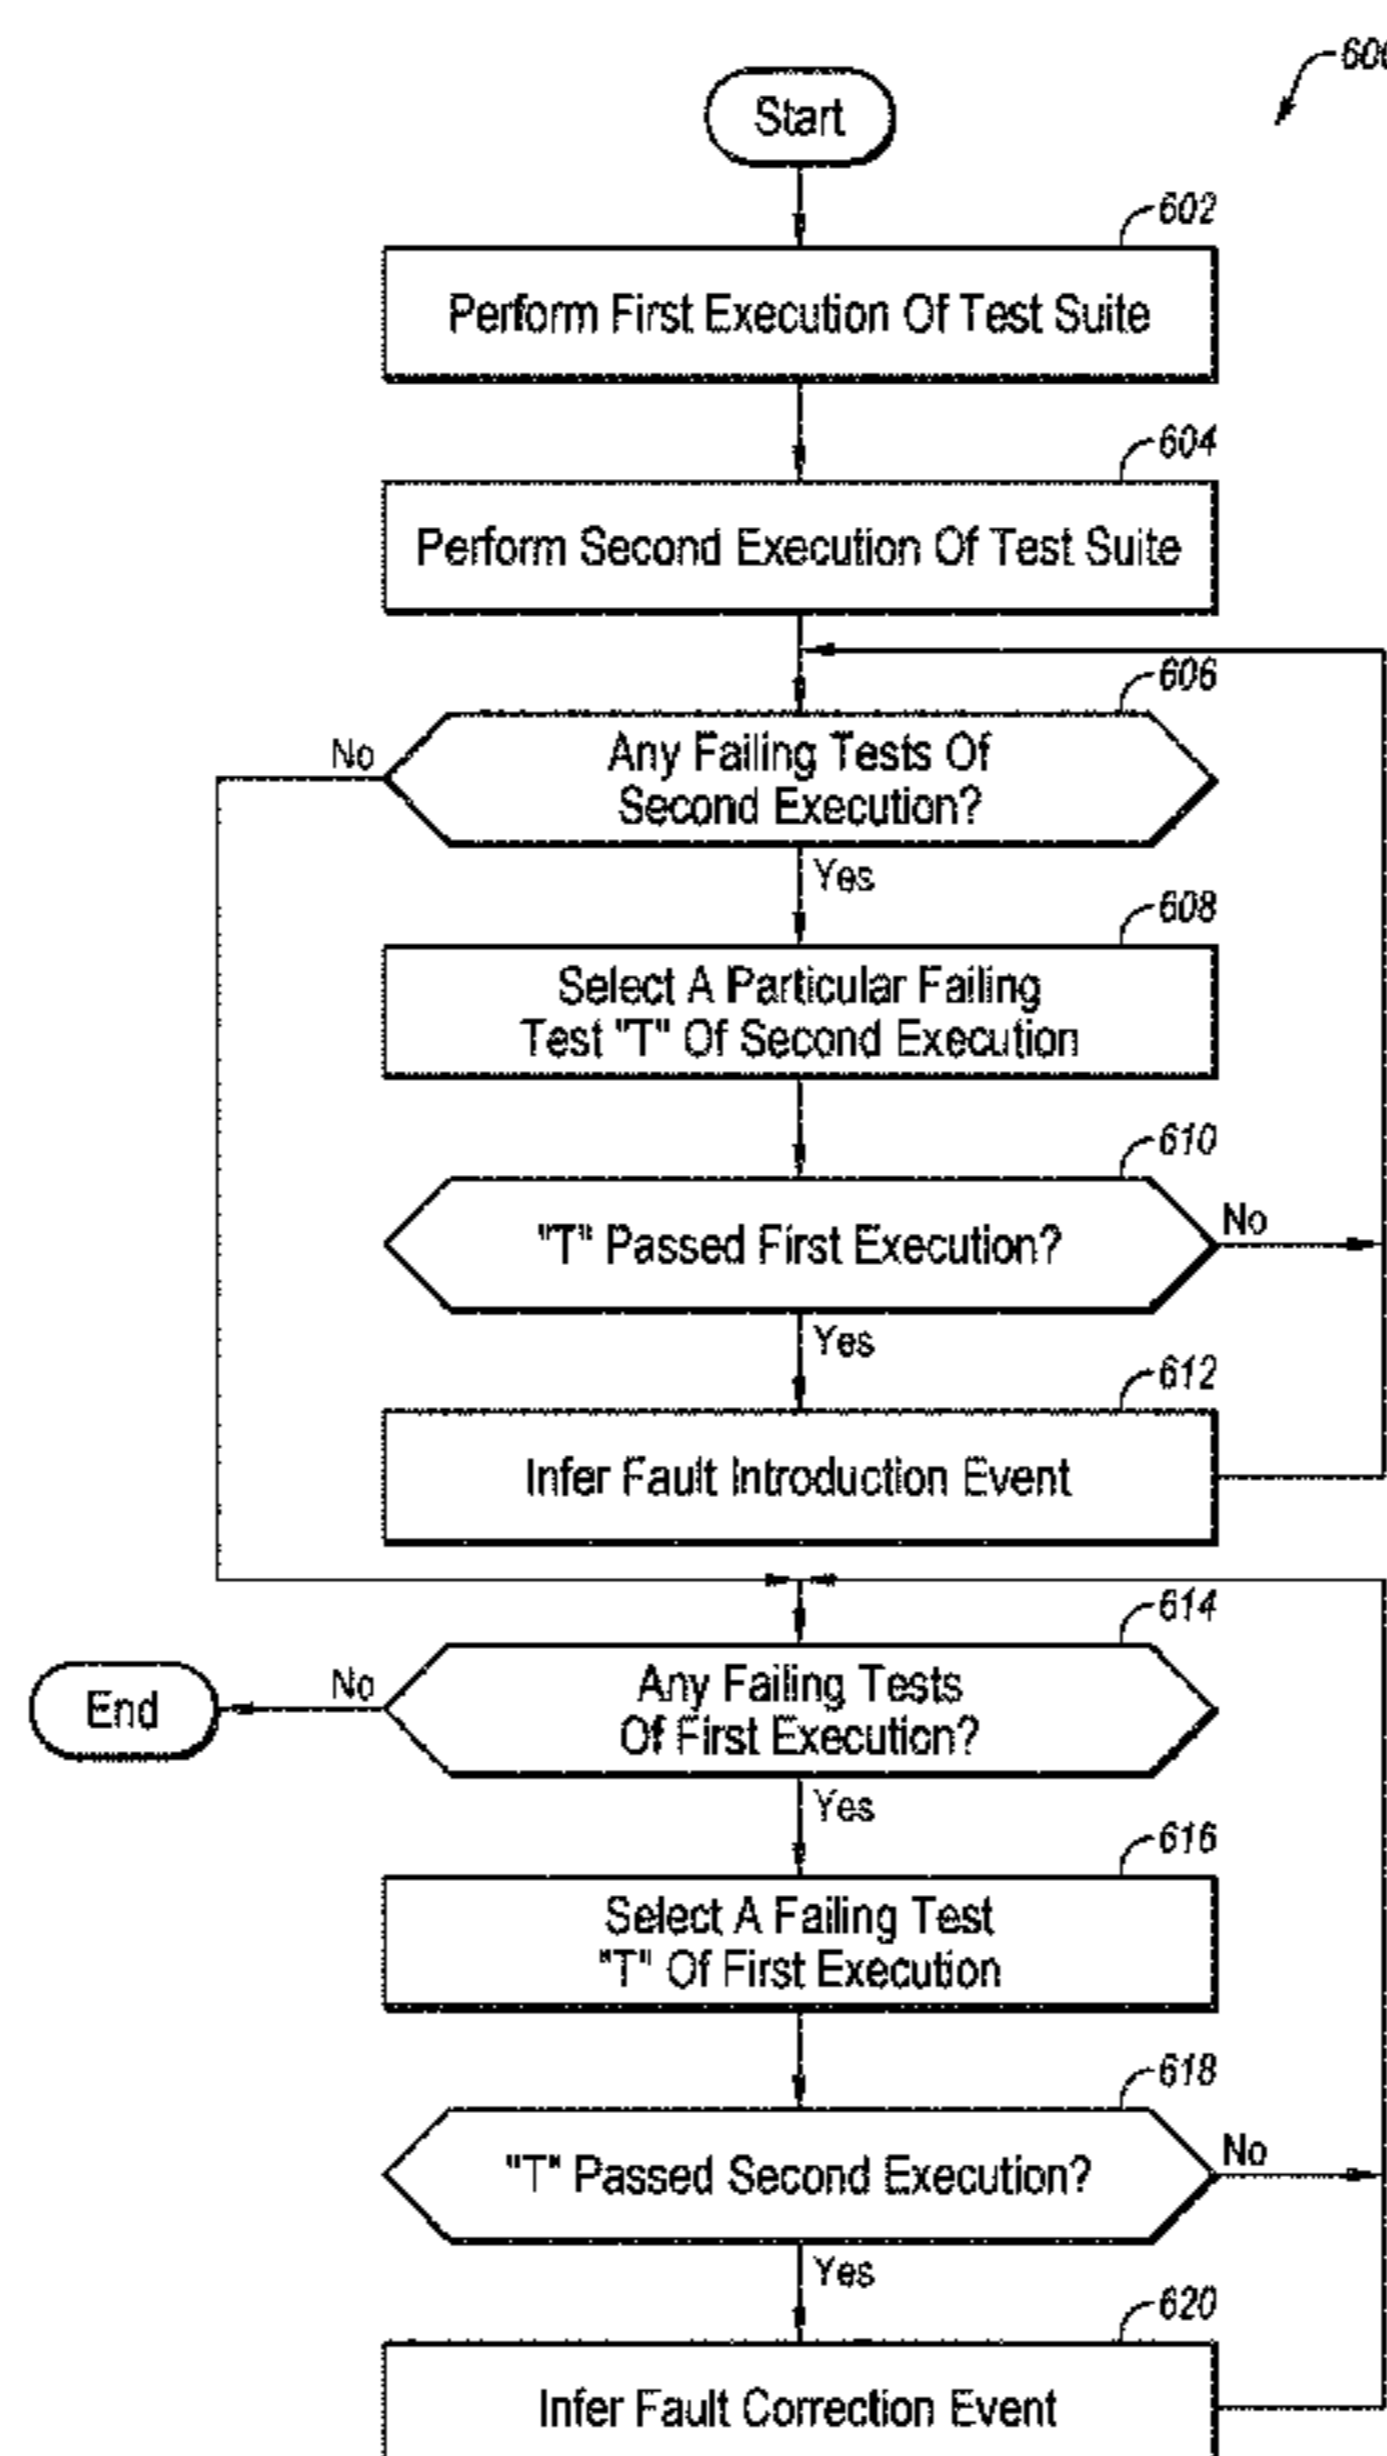 600
Start
602
Perform First Execution Of Test Suite
604
Perform Second Execution Of Test Suite
606
No
Any Failing Tests Of
Second Execution?
Yes
608
Select A Particular Failing
Test "T" Of Second Execution
610
"T" Passed First Execution?
No
Yes
612
Infer Fault Introduction Event
614
End
No
Any Failing Tests
Of First Execution?
Yes
616
Select A Failing Test
"T" Of First Execution
618
"T" Passed Second Execution?
No
Yes
620
Infer Fault Correction Event